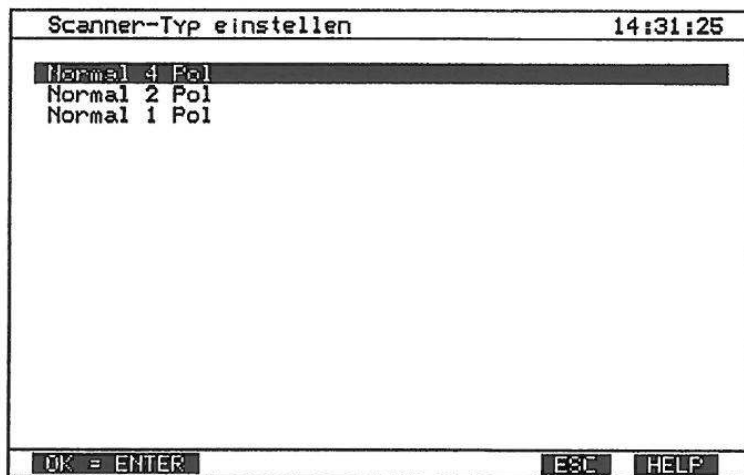 Scanner-Typ einstellen 14:31:25
Normal 4 Pol
Normal 2 Pol
Normal 1 Pol
OK = ENTER ESC HELP